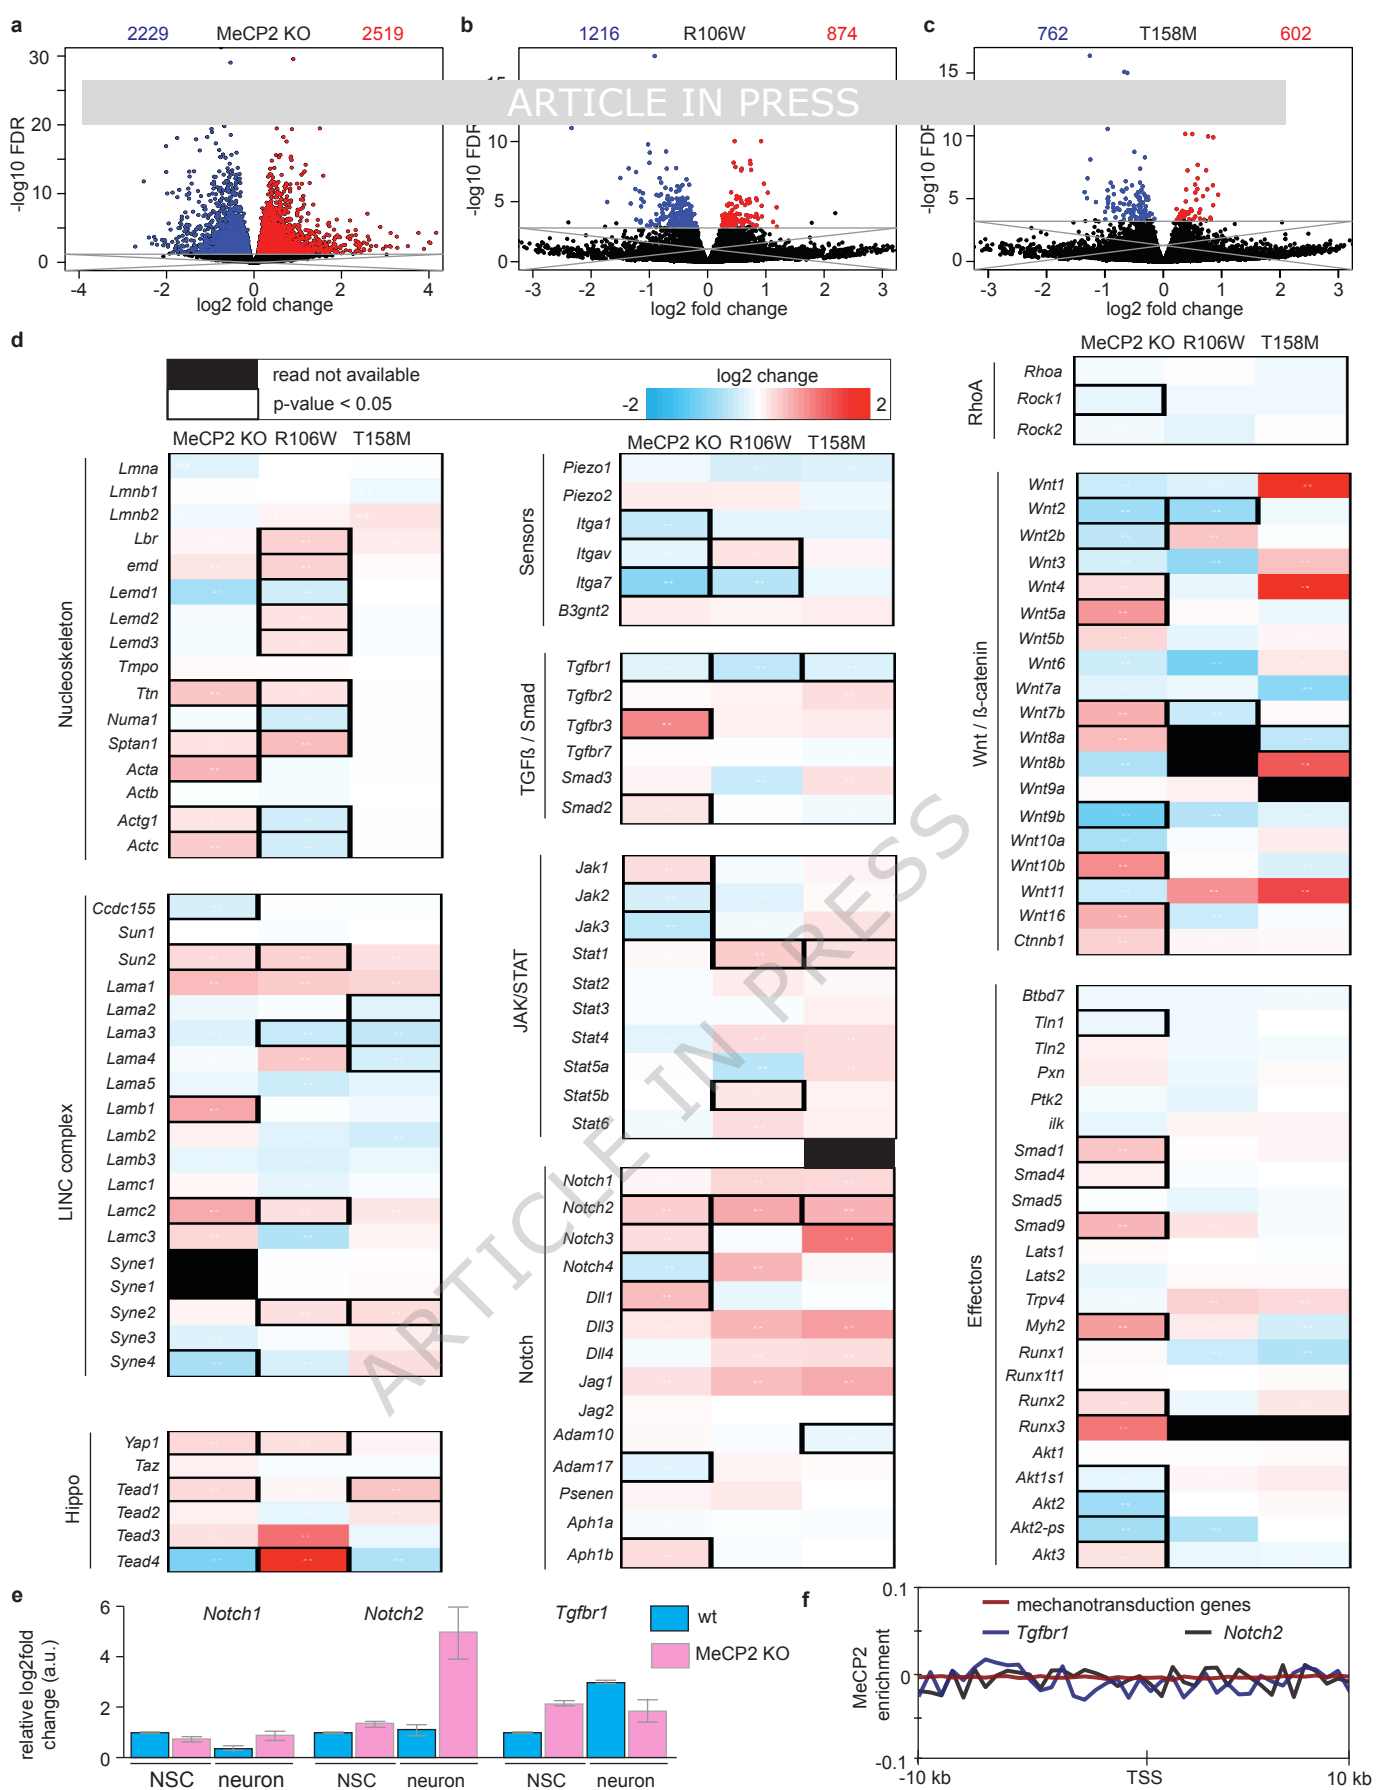 a
2229 MeCP2 KO 2519
b
1216 R106W 874
c
762 T158M 602
ARTICLE IN PRESS
-log10 FDR
30
20
10
0
-4 -2 0 2 4
log2 fold change
-log10 FDR
10
5
0
-3 -2 -1 0 1 2 3
log2 fold change
-log10 FDR
15
10
5
0
-3 -2 -1 0 1 2 3
log2 fold change
d
read not available
p-value < 0.05
log2 change
-2 2
MeCP2 KO R106W T158M
Nucleoskeleton
Lmna
Lmnb1
Lmnb2
Lbr
emd
Lemd1
Lemd2
Lemd3
Tmpo
Ttn
Numa1
Sptan1
Acta
Actb
Actg1
Actc
LINC complex
Ccdc155
Sun1
Sun2
Lama1
Lama2
Lama3
Lama4
Lama5
Lamb1
Lamb2
Lamb3
Lamc1
Lamc2
Lamc3
Syne1
Syne1
Syne2
Syne3
Syne4
Hippo
Yap1
Taz
Tead1
Tead2
Tead3
Tead4
MeCP2 KO R106W T158M
Sensors
Piezo1
Piezo2
Itga1
Itgav
Itga7
B3gnt2
TGFß / Smad
Tgfbr1
Tgfbr2
Tgfbr3
Tgfbr7
Smad3
Smad2
JAK/STAT
Jak1
Jak2
Jak3
Stat1
Stat2
Stat3
Stat4
Stat5a
Stat5b
Stat6
Notch
Notch1
Notch2
Notch3
Notch4
Dll1
Dll3
Dll4
Jag1
Jag2
Adam10
Adam17
Psenen
Aph1a
Aph1b
MeCP2 KO R106W T158M
RhoA
Rhoa
Rock1
Rock2
Wnt / ß-catenin
Wnt1
Wnt2
Wnt2b
Wnt3
Wnt4
Wnt5a
Wnt5b
Wnt6
Wnt7a
Wnt7b
Wnt8a
Wnt8b
Wnt9a
Wnt9b
Wnt10a
Wnt10b
Wnt11
Wnt16
Ctnnb1
Effectors
Btbd7
Tln1
Tln2
Pxn
Ptk2
ilk
Smad1
Smad4
Smad5
Smad9
Lats1
Lats2
Trpv4
Myh2
Runx1
Runx1t1
Runx2
Runx3
Akt1
Akt1s1
Akt2
Akt2-ps
Akt3
ARTICLE IN PRESS
e
relative log2fold
change (a.u.)
6
4
2
0
Notch1 Notch2 Tgfbr1
wt
MeCP2 KO
NSC neuron NSC neuron NSC neuron
f
MeCP2
enrichment
0.1
0
-0.1
mechanotransduction genes
Tgfbr1 Notch2
-10 kb TSS 10 kb